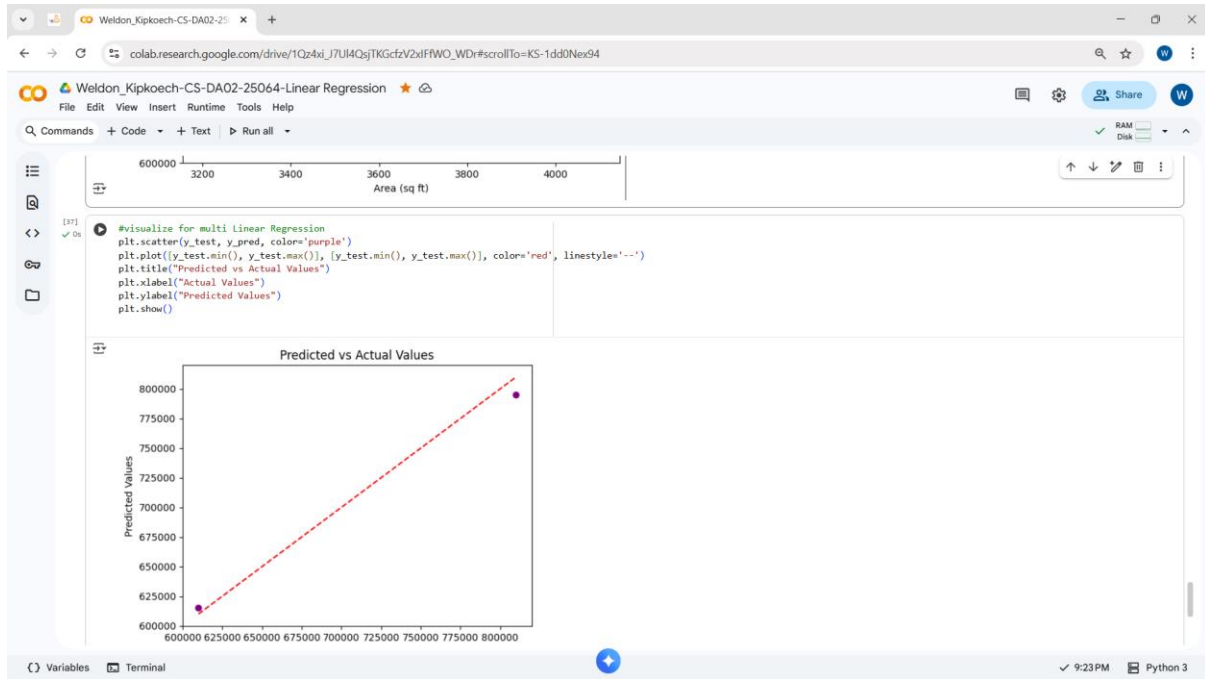 Weldon_Kipkoech-CS-DA02-25
colab.research.google.com/drive/1Qz4xi_J7Ul4QsjTKGcfzV2xIFfWO_WDr#scrollTo=KS-1dd0Nex94
W
Weldon_Kipkoech-CS-DA02-25064-Linear Regression
File Edit View Insert Runtime Tools Help
Share
W
Commands + Code + Text Run all
RAM
Disk
600000
3200 3400 3600 3800 4000
Area (sq ft)
[37]
0s
#visualize for multi Linear Regression
plt.scatter(y_test, y_pred, color='purple')
plt.plot([y_test.min(), y_test.max()], [y_test.min(), y_test.max()], color='red', linestyle='--')
plt.title("Predicted vs Actual Values")
plt.xlabel("Actual Values")
plt.ylabel("Predicted Values")
plt.show()
Predicted vs Actual Values
800000
775000
750000
725000
700000
675000
650000
625000
600000
Predicted Values
600000 625000 650000 675000 700000 725000 750000 775000 800000
{} Variables Terminal
9:23 PM Python 3